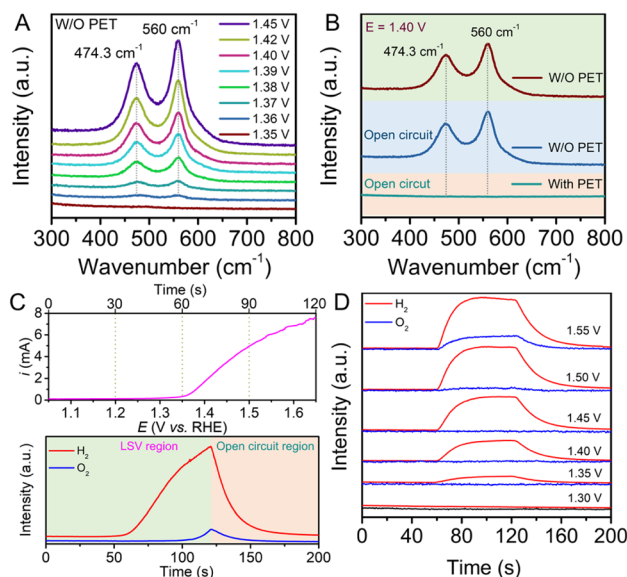 A
W/O PET
474.3 cm⁻¹
560 cm⁻¹
1.45 V
1.42 V
1.40 V
1.39 V
1.38 V
1.37 V
1.36 V
1.35 V
Intensity (a.u.)
300 400 500 600 700 800
Wavenumber (cm⁻¹)
B
E = 1.40 V
474.3 cm⁻¹
560 cm⁻¹
W/O PET
Open circuit
W/O PET
Open circut
With PET
Intensity (a.u.)
300 400 500 600 700 800
Wavenumber (cm⁻¹)
C
Time (s)
0 30 60 90 120
i (mA)
8
6
4
2
0
1.1 1.2 1.3 1.4 1.5 1.6
E (V vs. RHE)
H₂
O₂
LSV region
Open circuit region
Intensity (a.u.)
0 50 100 150 200
Time (s)
D
H₂
O₂
1.55 V
1.50 V
1.45 V
1.40 V
1.35 V
1.30 V
Intensity (a.u.)
0 40 80 120 160 200
Time (s)